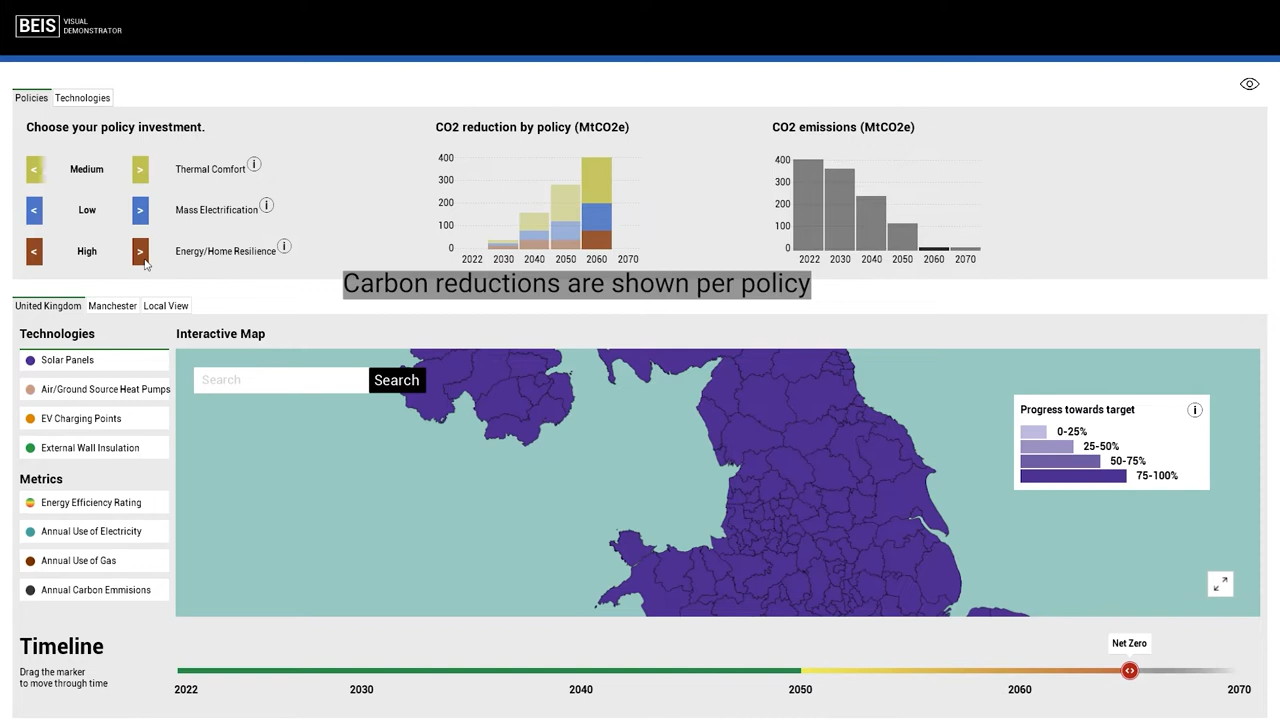 BEIS VISUAL
DEMONSTRATOR
Policies Technologies
Choose your policy investment.
< Medium > Thermal Comfort i
< Low > Mass Electrification i
< High > Energy/Home Resilience i
CO2 reduction by policy (MtCO2e)
400
300
200
100
0
2022 2030 2040 2050 2060 2070
CO2 emissions (MtCO2e)
400
300
200
100
0
2022 2030 2040 2050 2060 2070
Carbon reductions are shown per policy
United Kingdom Manchester Local View
Technologies
Solar Panels
Air/Ground Source Heat Pumps
EV Charging Points
External Wall Insulation
Metrics
Energy Efficiency Rating
Annual Use of Electricity
Annual Use of Gas
Annual Carbon Emmisions
Interactive Map
Search Search
Progress towards target i
0-25%
25-50%
50-75%
75-100%
Timeline
Drag the marker
to move through time
Net Zero
2022 2030 2040 2050 2060 2070